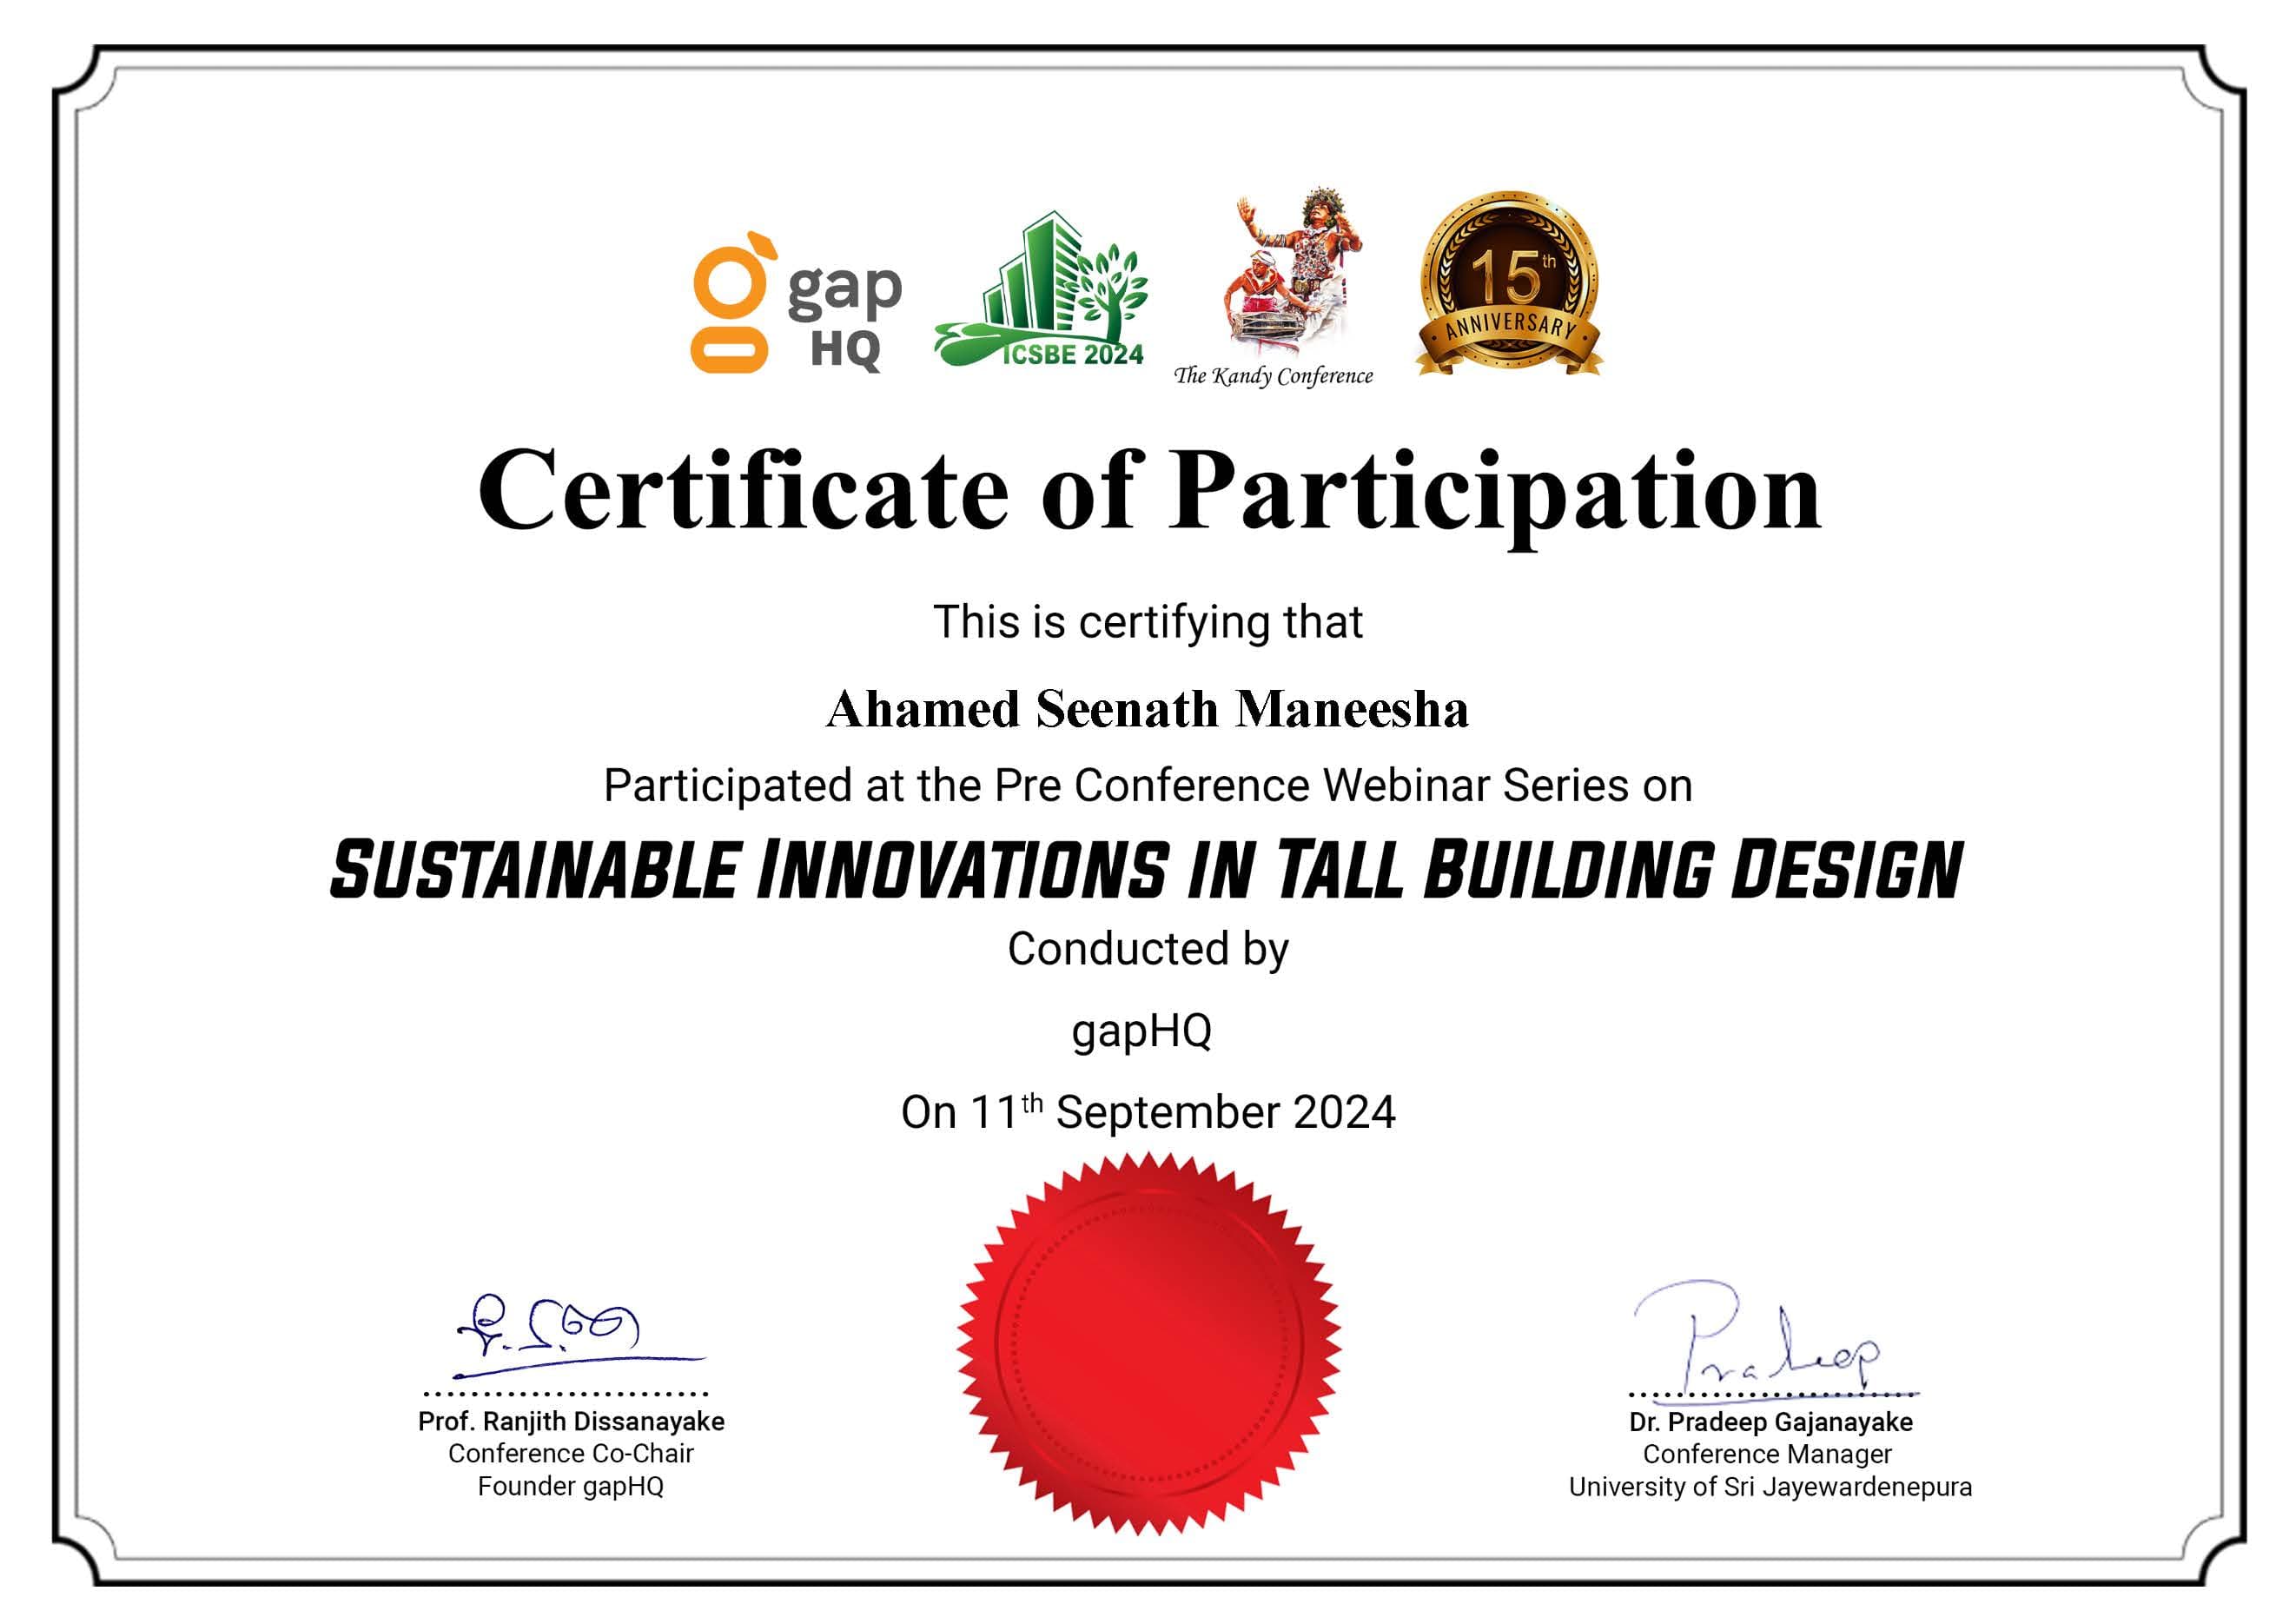 gap
HQ
ICSBE 2024
The Kandy Conference
15th
ANNIVERSARY
Certificate of Participation
This is certifying that
Ahamed Seenath Maneesha
Participated at the Pre Conference Webinar Series on
SUSTAINABLE INNOVATIONS IN TALL BUILDING DESIGN
Conducted by
gapHQ
On 11th September 2024
Pradeep
Prof. Ranjith Dissanayake
Conference Co-Chair
Founder gapHQ
Dr. Pradeep Gajanayake
Conference Manager
University of Sri Jayewardenepura